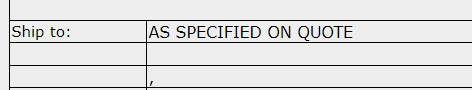 Ship to: AS SPECIFIED ON QUOTE
,